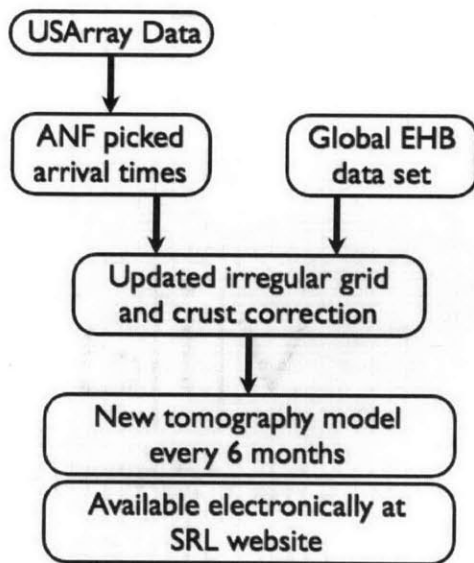 USArray Data
ANF picked
arrival times
Global EHB
data set
Updated irregular grid
and crust correction
New tomography model
every 6 months
Available electronically at
SRL website